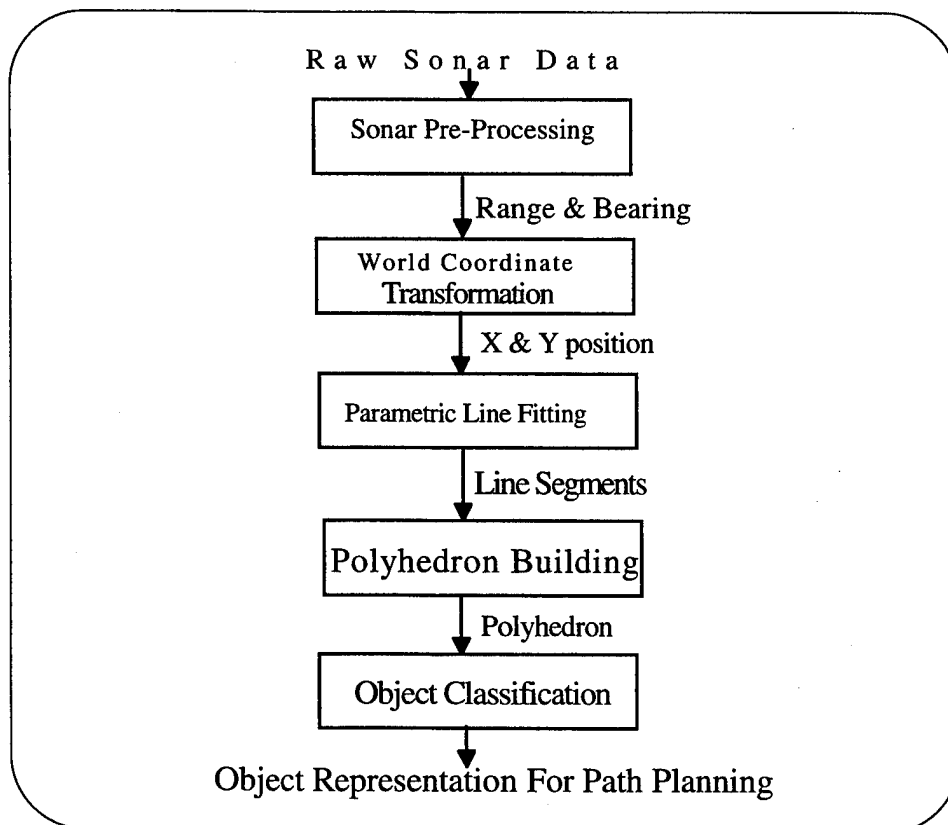 Raw Sonar Data
Sonar Pre-Processing
Range & Bearing
World Coordinate
Transformation
X & Y position
Parametric Line Fitting
Line Segments
Polyhedron Building
Polyhedron
Object Classification
Object Representation For Path Planning